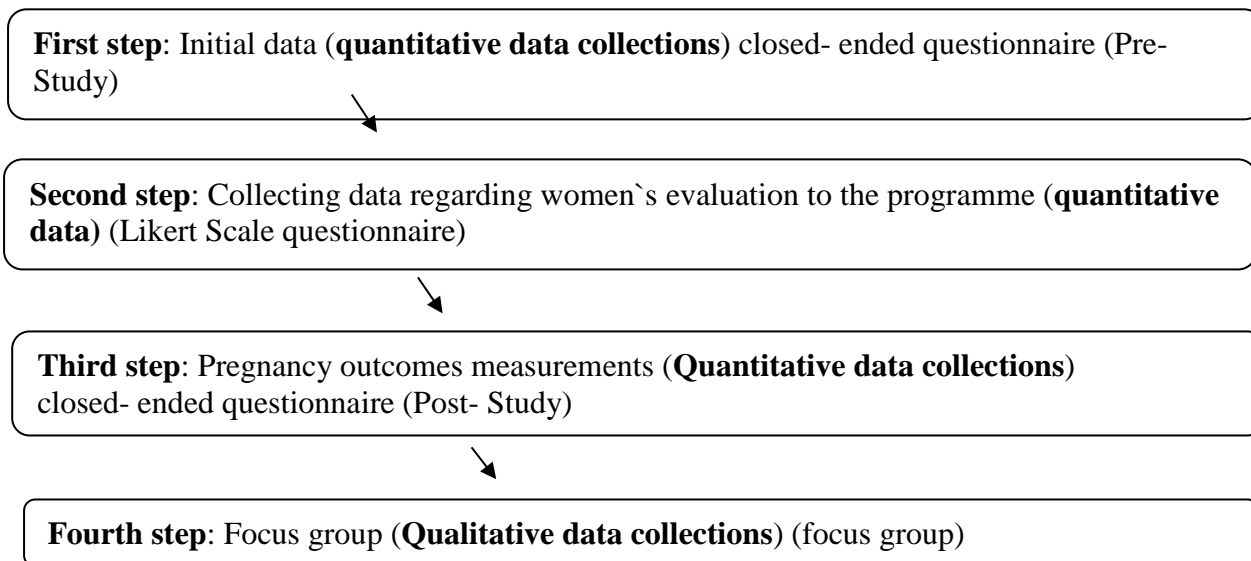 First step: Initial data (quantitative data collections) closed- ended questionnaire (Pre-
Study)
Second step: Collecting data regarding women`s evaluation to the programme (quantitative
data) (Likert Scale questionnaire)
Third step: Pregnancy outcomes measurements (Quantitative data collections)
closed- ended questionnaire (Post- Study)
Fourth step: Focus group (Qualitative data collections) (focus group)